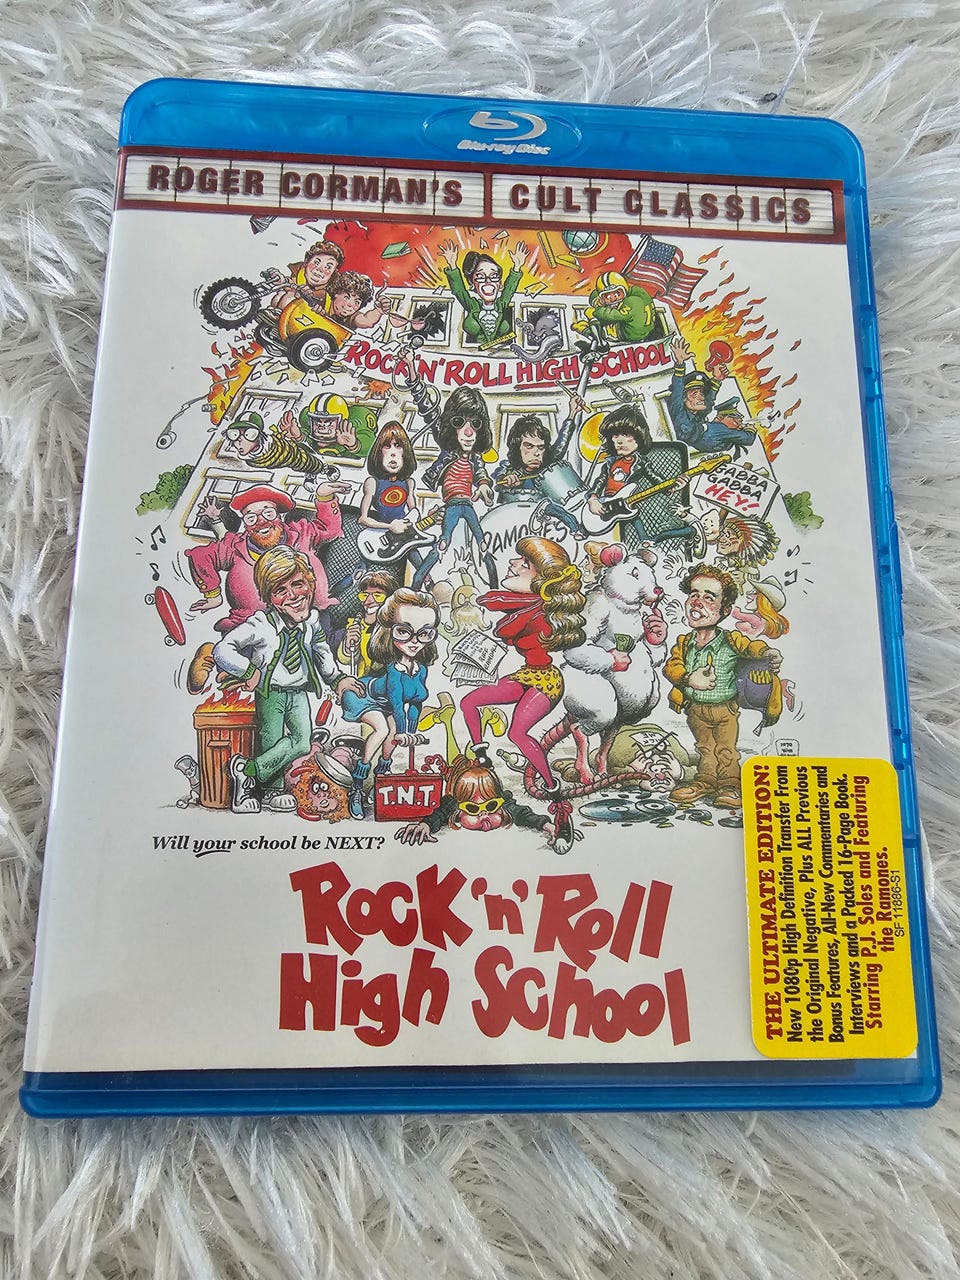 Blu-ray Disc
ROGER CORMAN'S CULT CLASSICS
ROCK'N'ROLL HIGH SCHOOL
GABBA
GABBA
HEY!!
RAMONES
T.N.T.
Will your school be NEXT?
Rock 'n' Roll
High School
THE ULTIMATE EDITION!
New 1080p High Definition Transfer From
the Original Negative, Plus ALL Previous
Bonus Features, All-New Commentaries and
Interviews and a Packed 16-Page Book.
Starring P.J. Soles and Featuring
the Ramones.
SF 11886-S1